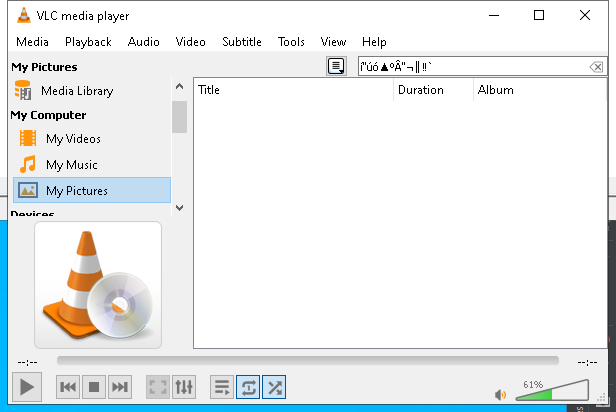 VLC media player
Media Playback Audio Video Subtitle Tools View Help
My Pictures
Media Library
My Computer
My Videos
My Music
My Pictures
Devices
í"úó▲ºÂ"¬║‼`
Title Duration Album
--:-- --:--
61%